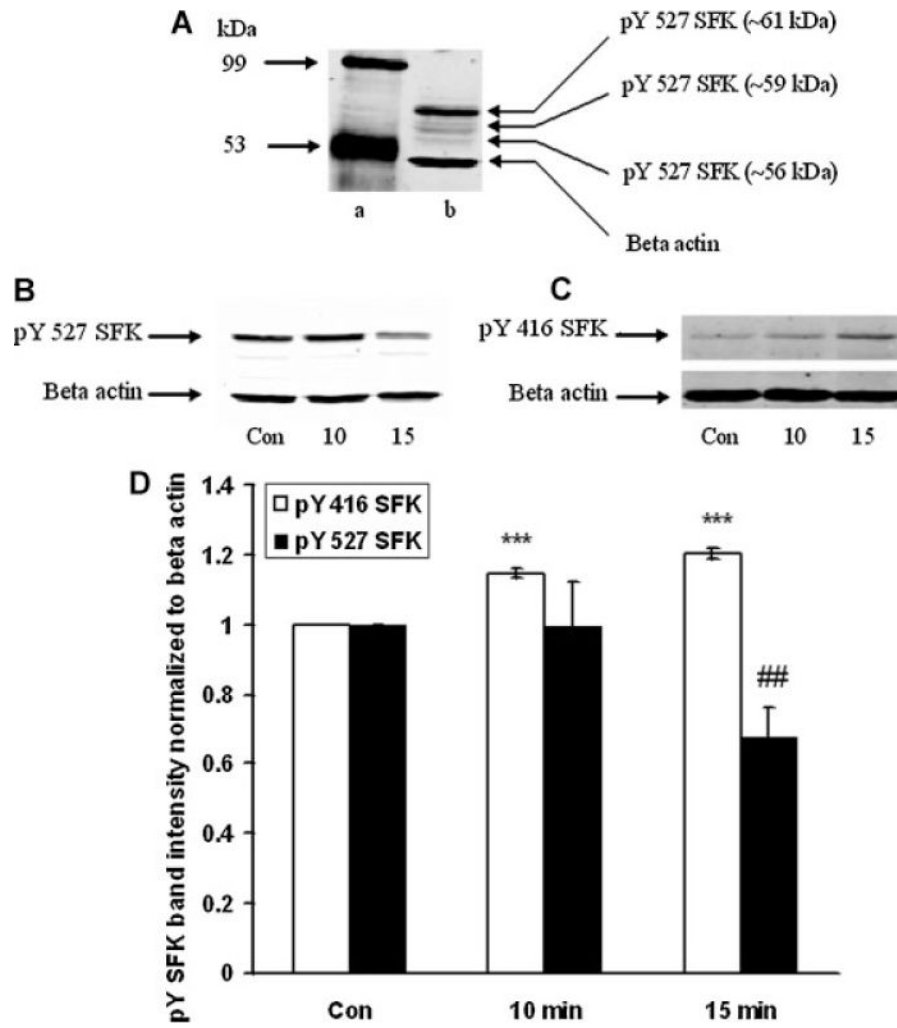 A
kDa
99
53
a
b
pY 527 SFK (~61 kDa)
pY 527 SFK (~59 kDa)
pY 527 SFK (~56 kDa)
Beta actin
B
pY 527 SFK
Beta actin
Con 10 15
C
pY 416 SFK
Beta actin
Con 10 15
D
pY SFK band intensity normalized to beta actin
1.4
1.2
1
0.8
0.6
0.4
0.2
0
pY 416 SFK
pY 527 SFK
***
***
##
Con 10 min 15 min